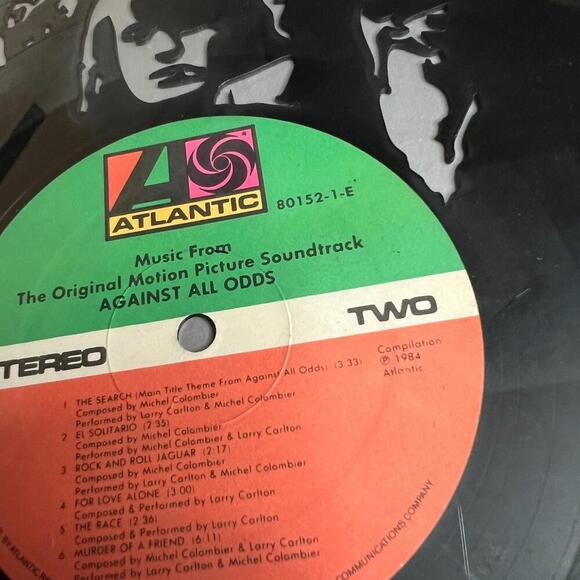 ATLANTIC
80152-1-E
Music From
The Original Motion Picture Soundtrack
AGAINST ALL ODDS
TEREO
TWO
Compilation
℗ 1984
Atlantic
1 THE SEARCH (Main Title Theme From Against All Odds) (3:33)
Composed by Michel Colombier
Performed by Larry Carlton & Michel Colombier
2 EL SOLITARIO (2:35)
Composed by Michel Colombier
Performed by Michel Colombier & Larry Carlton
3 ROCK AND ROLL JAGUAR (2:17)
Composed by Michel Colombier
Performed by Larry Carlton & Michel Colombier
4 FOR LOVE ALONE (3:00)
Composed & Performed by Larry Carlton
5 THE RACE (2:36)
Composed & Performed by Larry Carlton
6 MURDER OF A FRIEND (6:11)
Composed by Michel Colombier & Larry Carlton
Performed by Larry Carlton & Michel Colombier
BY ATLANTIC
COMMUNICATIONS COMPANY